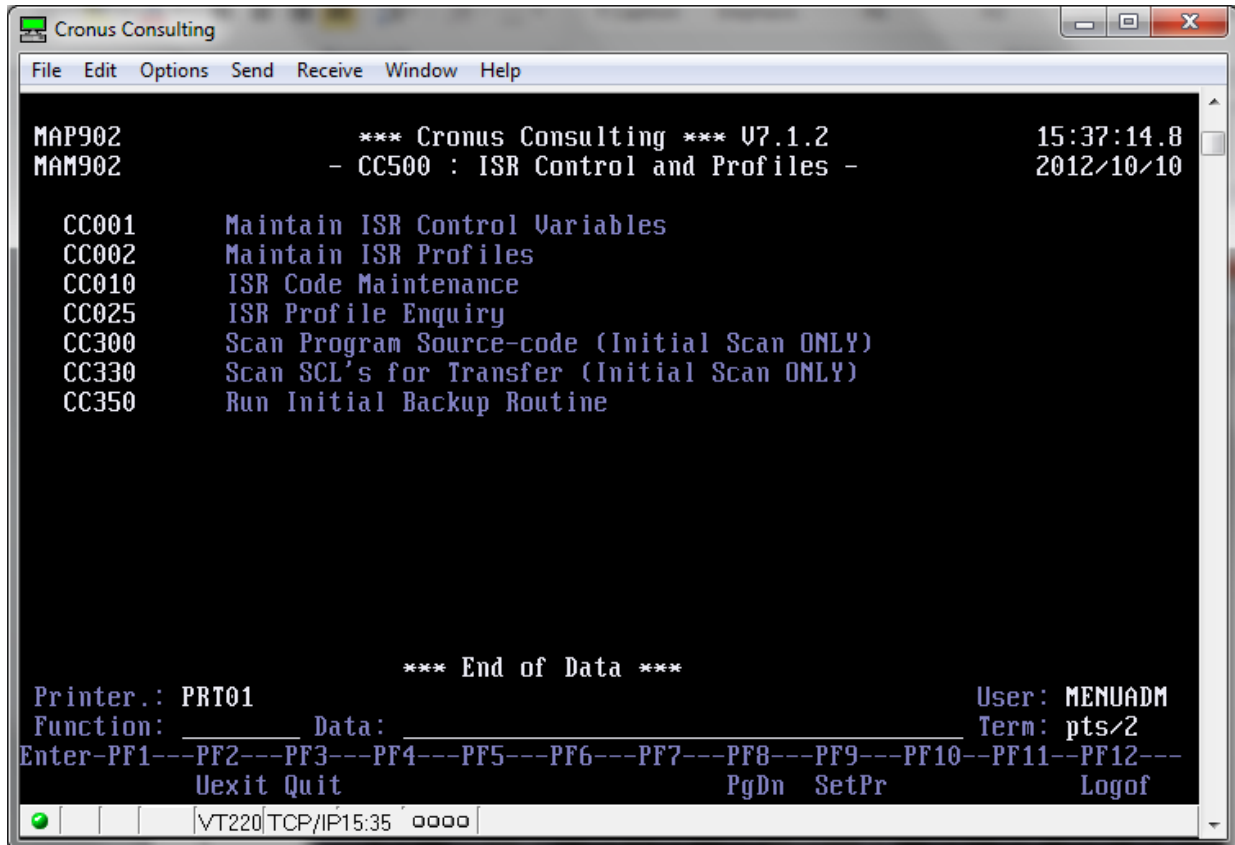 Cronus Consulting
File Edit Options Send Receive Window Help
MAP902 *** Cronus Consulting *** V7.1.2 15:37:14.8
MAM902 - CC500 : ISR Control and Profiles - 2012/10/10
CC001 Maintain ISR Control Variables
CC002 Maintain ISR Profiles
CC010 ISR Code Maintenance
CC025 ISR Profile Enquiry
CC300 Scan Program Source-code (Initial Scan ONLY)
CC330 Scan SCL's for Transfer (Initial Scan ONLY)
CC350 Run Initial Backup Routine
*** End of Data ***
Printer.: PRT01 User: MENUADM
Function: ________ Data: ______________________________________ Term: pts/2
Enter-PF1---PF2---PF3---PF4---PF5---PF6---PF7---PF8---PF9---PF10--PF11--PF12---
Uexit Quit PgDn SetPr Logof
VT220 TCP/IP 15:35 oooo